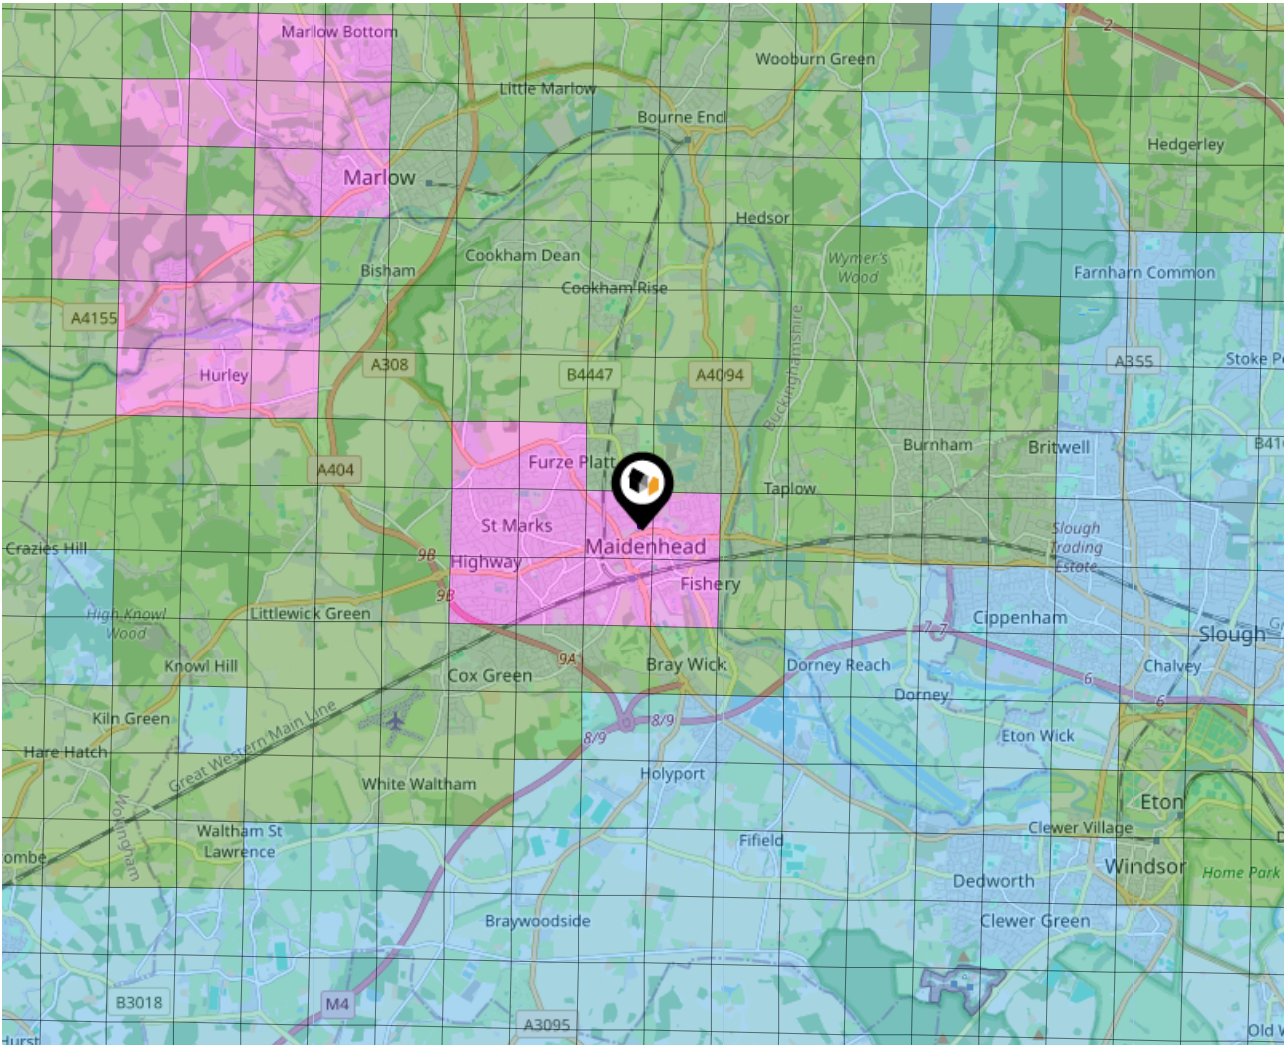 2
Marlow Bottom
Wooburn Green
Little Marlow
Bourne End
Hedgerley
Marlow
Hedsor
Cookham Dean
Wymer's
Wood
Bisham
Farnham Common
Cookham Rise
A4155
Buckinghamshire
A308
B4447
A4094
A355
Stoke P
Hurley
Burnham
Britwell
B41
Furze Platt
A404
Taplow
St Marks
Slough
Trading
Estate
Crazies Hill
Maidenhead
9B
Highway
Fishery
9B
High Knowl
Wood
Littlewick Green
Cippenham
7
7
Slough
Knowl Hill
9A
Bray Wick
Dorney Reach
Chalvey
Cox Green
6
Dorney
6
Kiln Green
Great Western Main Line
8/9
8/9
Eton Wick
Hare Hatch
Holyport
White Waltham
Wokingham
Eton
Waltham St
Lawrence
Fifield
Clewer Village
ombe
Windsor
Home Park
Dedworth
Braywoodside
Clewer Green
B3018
M4
A3095
Old W
Hurst